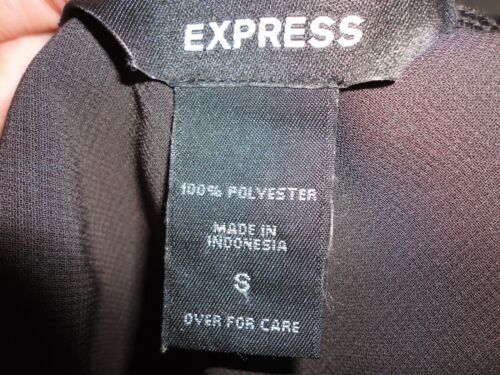 EXPRESS
100% POLYESTER
MADE IN
INDONESIA
S
OVER FOR CARE